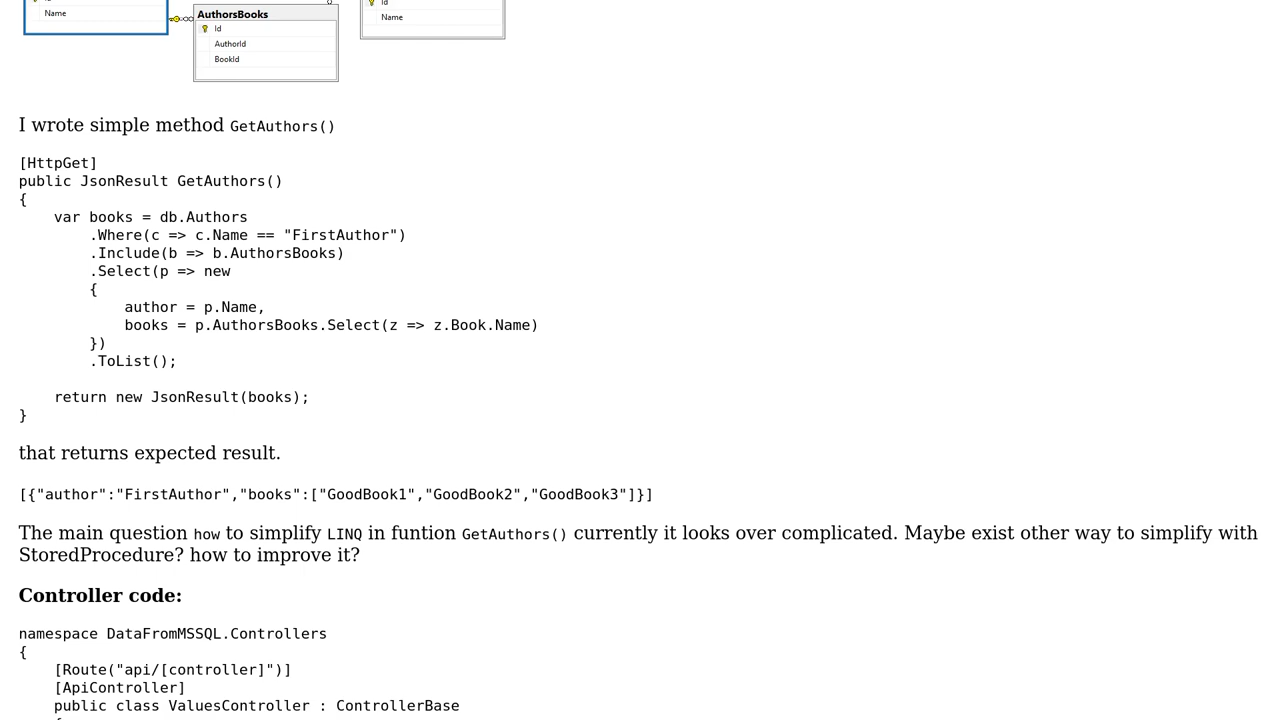 Id
Name
AuthorsBooks
Id
AuthorId
BookId
Id
Name
I wrote simple method GetAuthors()
[HttpGet]
public JsonResult GetAuthors()
{
    var books = db.Authors
        .Where(c => c.Name == "FirstAuthor")
        .Include(b => b.AuthorsBooks)
        .Select(p => new
        {
            author = p.Name,
            books = p.AuthorsBooks.Select(z => z.Book.Name)
        })
        .ToList();
    return new JsonResult(books);
}
that returns expected result.
[{"author":"FirstAuthor","books":["GoodBook1","GoodBook2","GoodBook3"]}]
The main question how to simplify LINQ in funtion GetAuthors() currently it looks over complicated. Maybe exist other way to simplify with
StoredProcedure? how to improve it?
Controller code:
namespace DataFromMSSQL.Controllers
{
    [Route("api/[controller]")]
    [ApiController]
    public class ValuesController : ControllerBase
    {